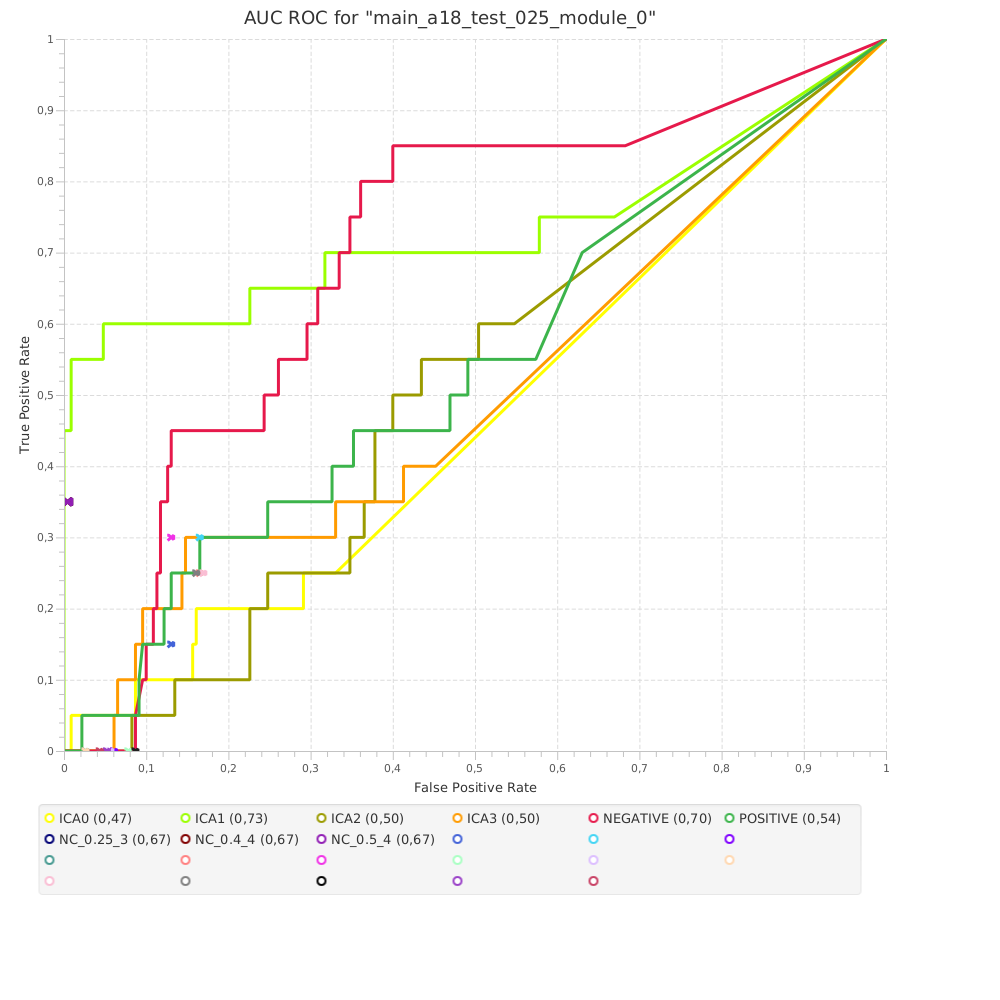 AUC ROC for "main_a18_test_025_module_0"
1
0,9
0,8
0,7
0,6
0,5
0,4
0,3
0,2
0,1
0
True Positive Rate
0 0,1 0,2 0,3 0,4 0,5 0,6 0,7 0,8 0,9 1
False Positive Rate
ICA0 (0,47) ICA1 (0,73) ICA2 (0,50) ICA3 (0,50) NEGATIVE (0,70) POSITIVE (0,54)
NC_0.25_3 (0,67) NC_0.4_4 (0,67) NC_0.5_4 (0,67)